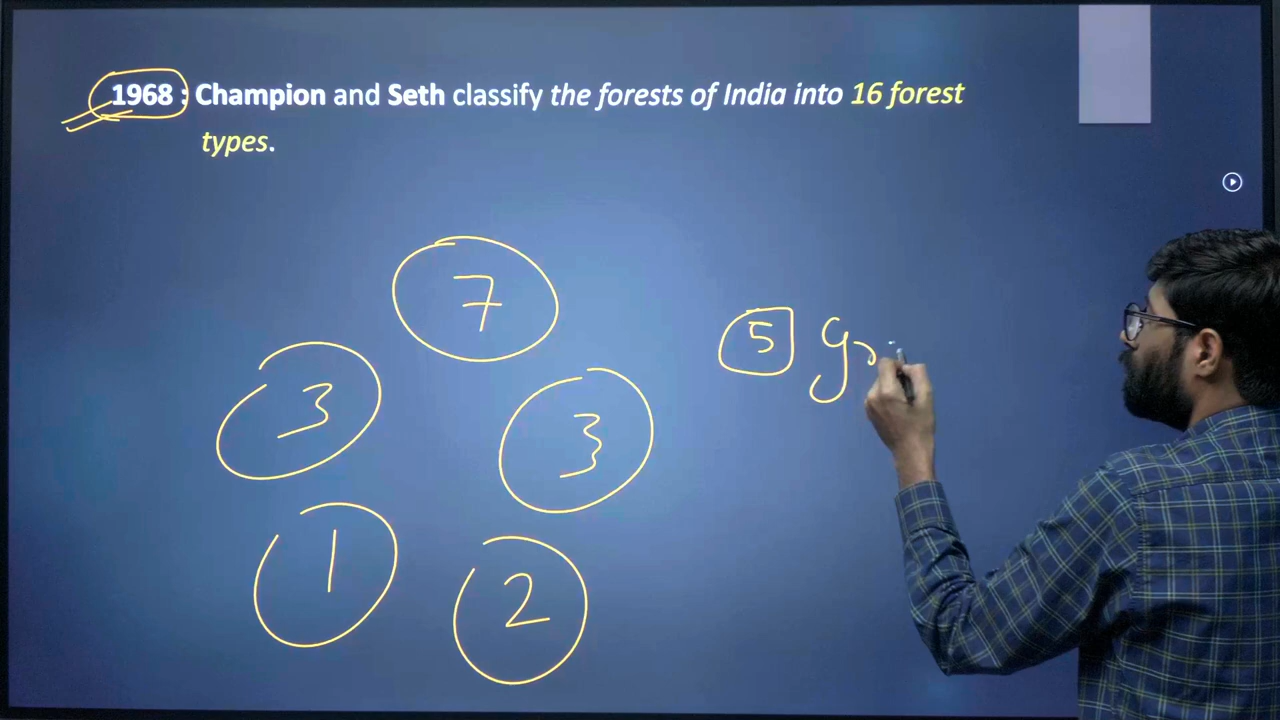 1968 : Champion and Seth classify the forests of India into 16 forest
types.
7
3
3
1
2
5 Gr